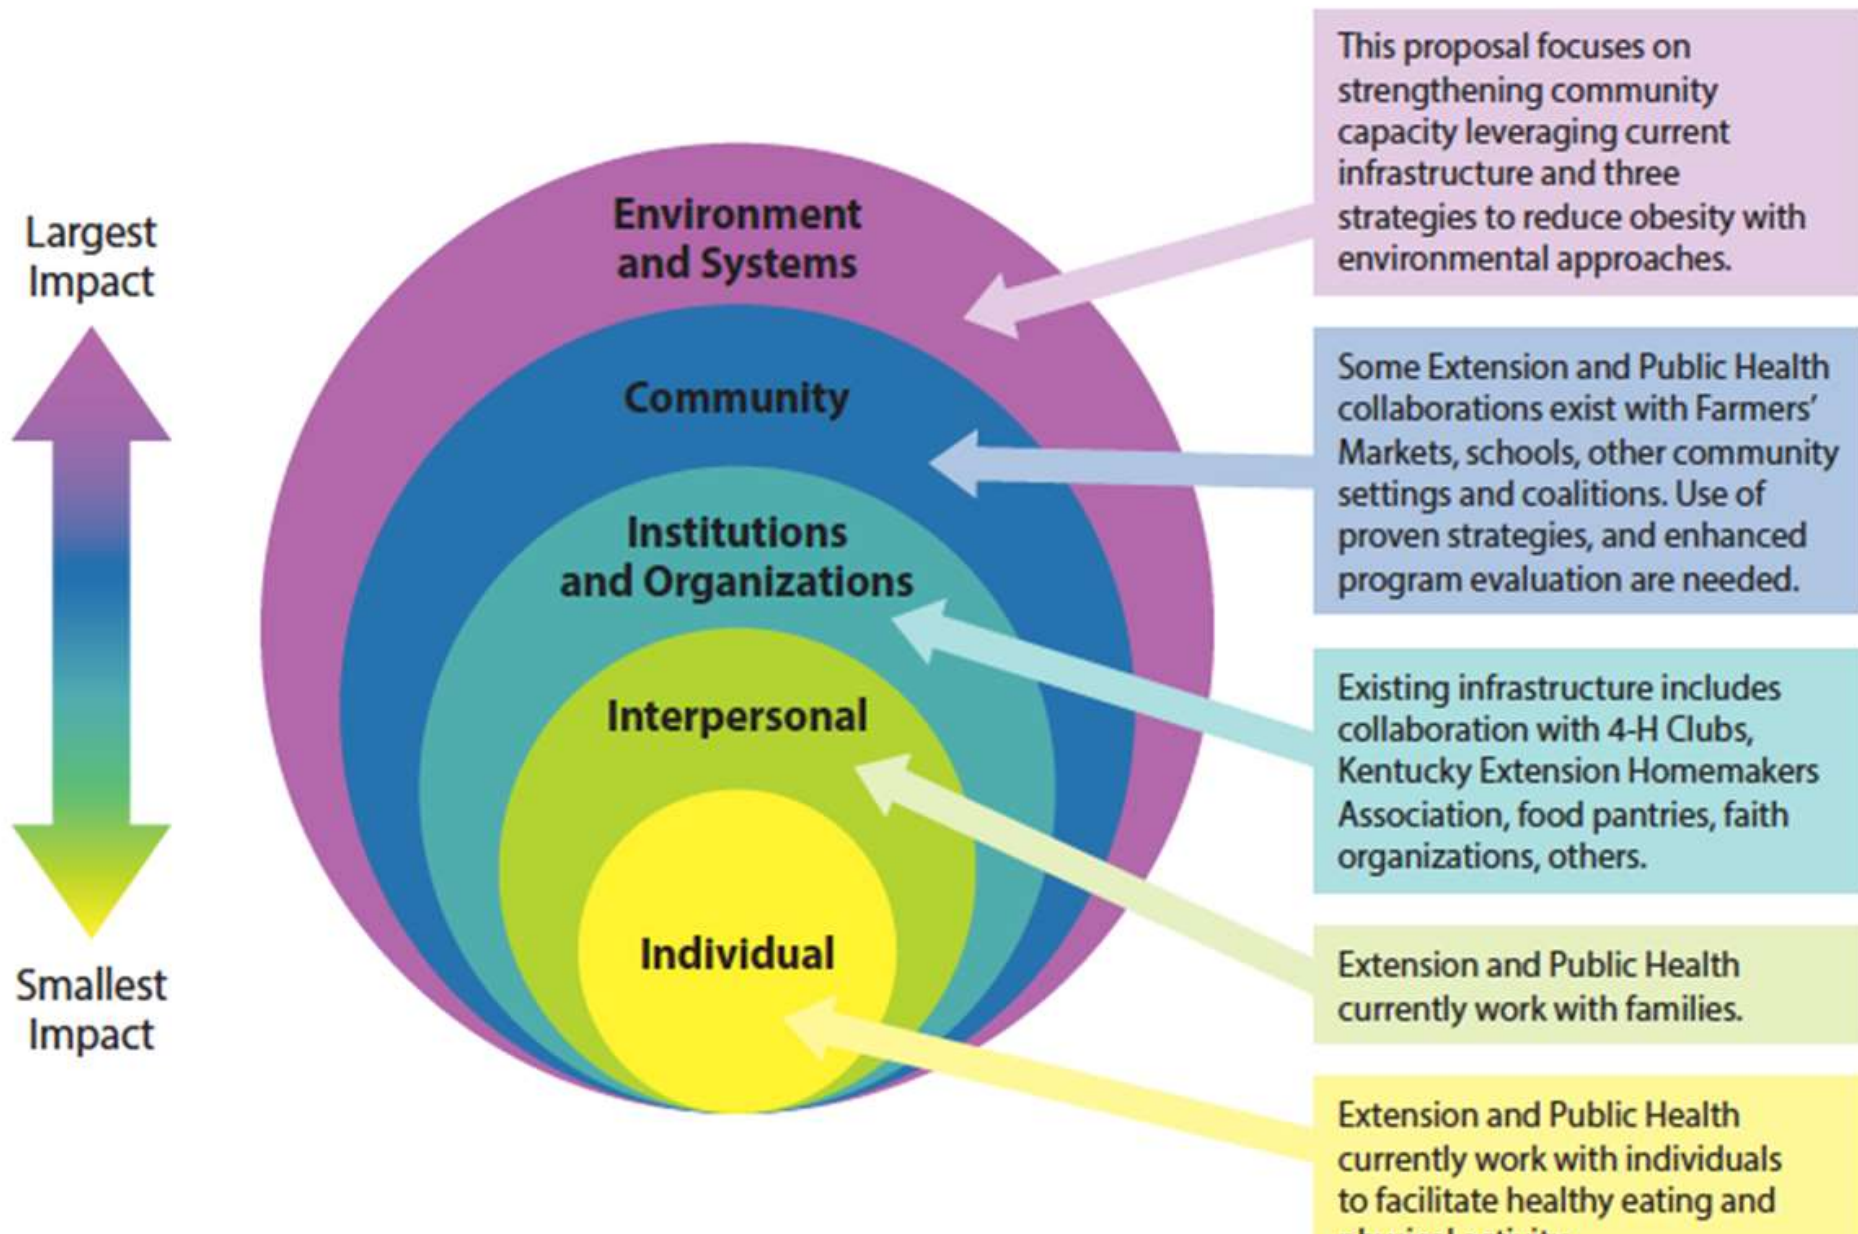 Largest
Impact
Smallest
Impact
Environment
and Systems
Community
Institutions
and Organizations
Interpersonal
Individual
This proposal focuses on
strengthening community
capacity leveraging current
infrastructure and three
strategies to reduce obesity with
environmental approaches.
Some Extension and Public Health
collaborations exist with Farmers’
Markets, schools, other community
settings and coalitions. Use of
proven strategies, and enhanced
program evaluation are needed.
Existing infrastructure includes
collaboration with 4-H Clubs,
Kentucky Extension Homemakers
Association, food pantries, faith
organizations, others.
Extension and Public Health
currently work with families.
Extension and Public Health
currently work with individuals
to facilitate healthy eating and